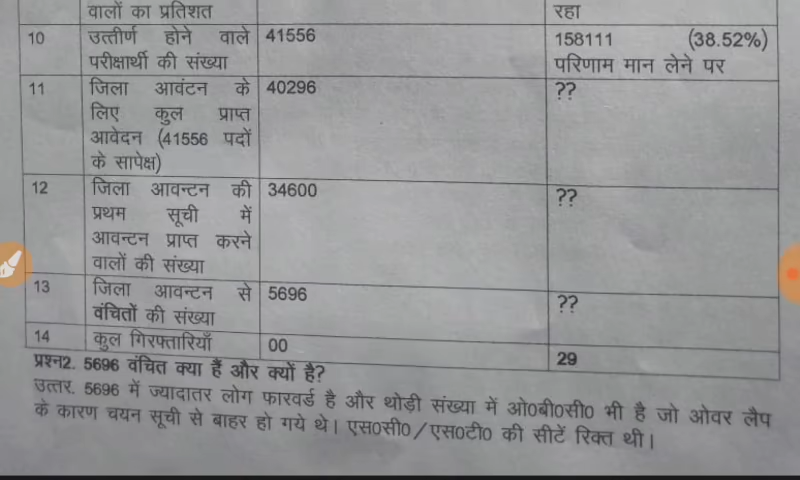 वालों का प्रतिशत रहा
10 उत्तीर्ण होने वाले 41556 158111 (38.52%)
परीक्षार्थी की संख्या परिणाम मान लेने पर
11 जिला आवंटन के 40296 ??
लिए कुल प्राप्त
आवेदन (41556 पदों
के सापेक्ष)
12 जिला आवन्टन की 34600 ??
प्रथम सूची में
आवन्टन प्राप्त करने
वालों की संख्या
13 जिला आवन्टन से 5696 ??
वंचितों की संख्या
14 कुल गिरफ्तारियाँ 00 29
प्रश्न2. 5696 वंचित क्या हैं और क्यों है?
उत्तर. 5696 में ज्यादातर लोग फारवर्ड है और थोड़ी संख्या में ओ0बी0सी0 भी है जो ओवर लैप
के कारण चयन सूची से बाहर हो गये थे। एस0सी0/एस0टी0 की सीटें रिक्त थी।